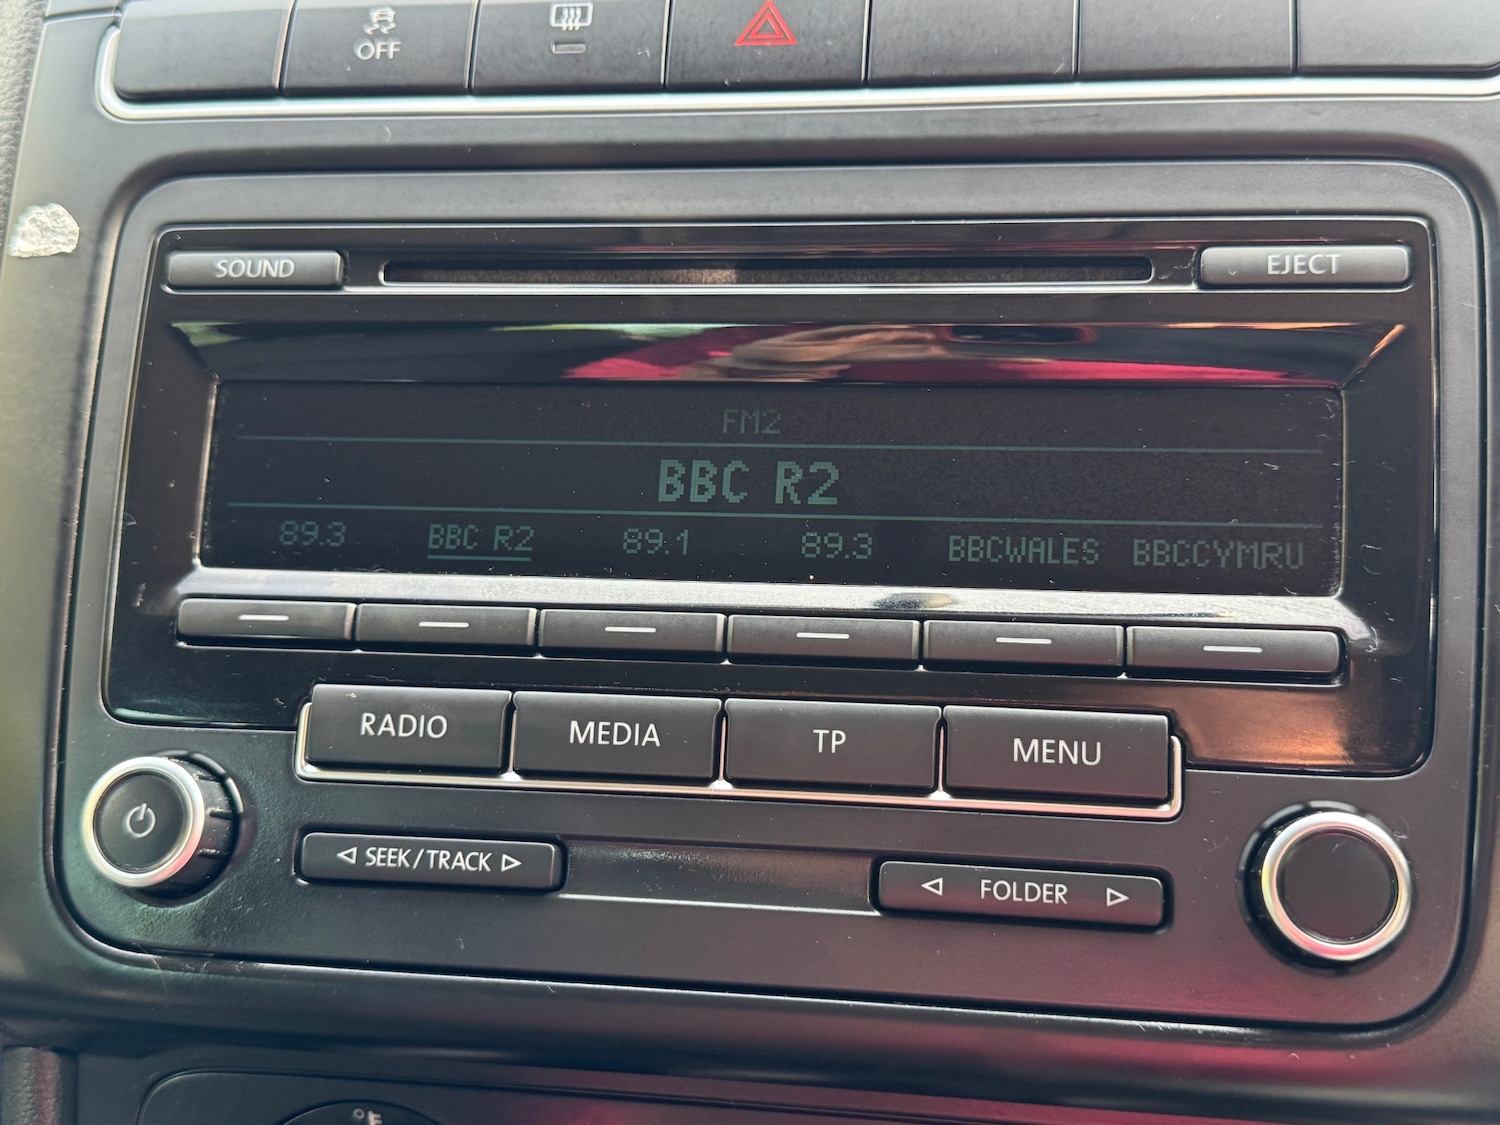 OFF
SOUND
EJECT
FM2
BBC R2
89.3 BBC R2 89.1 89.3 BBCWALES BBCCYMRU
RADIO MEDIA TP MENU
SEEK/TRACK
FOLDER
°F